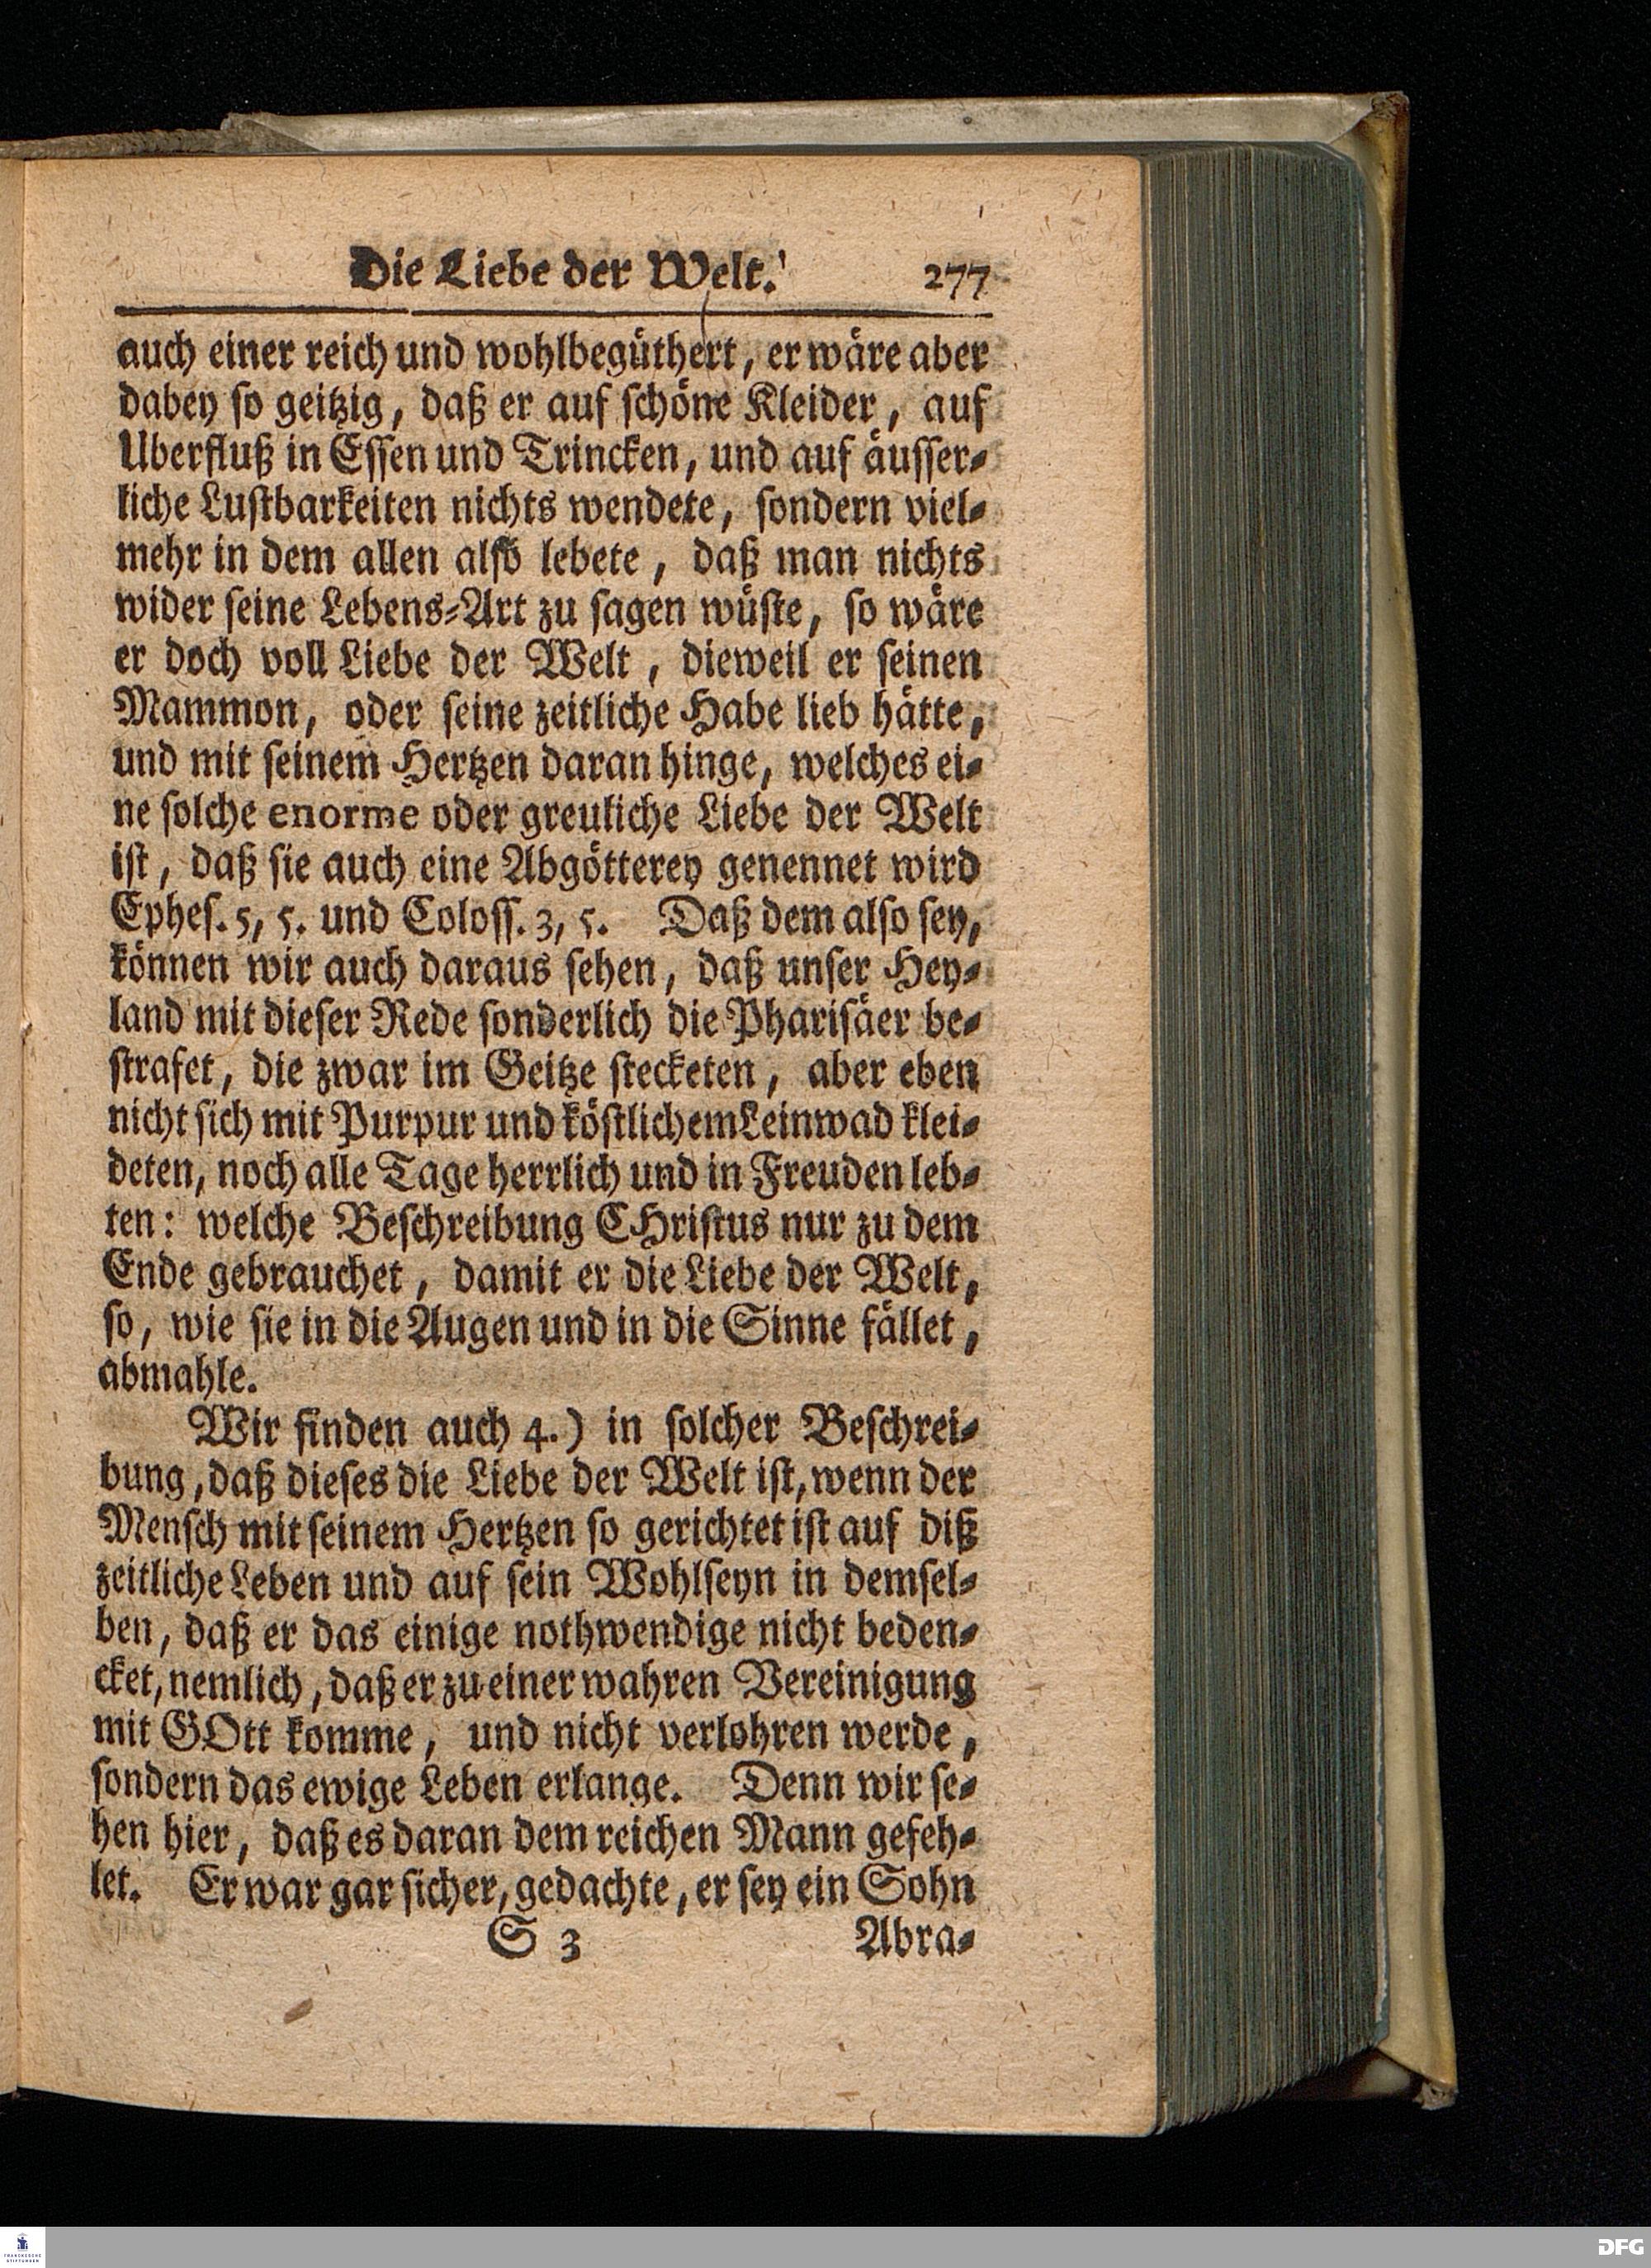 Die Liebe der Welt. 277
auch einer reich und wohlbegüthert, er wäre aber
dabey so geitzig, daß er auf schöne Kleider, auf
Uberfluß in Essen und Trincken, und auf äusser-
liche Lustbarkeiten nichts wendete, sondern viel-
mehr in dem allen also lebete, daß man nichts
wider seine Lebens-Art zu sagen wüste, so wäre
er doch voll Liebe der Welt, dieweil er seinen
Mammon, oder seine zeitliche Habe lieb hätte,
und mit seinem Hertzen daran hinge, welches ei-
ne solche enorme oder greuliche Liebe der Welt
ist, daß sie auch eine Abgötterey genennet wird
Ephes. 5, 5. und Coloss. 3, 5. Daß dem also sey,
können wir auch daraus sehen, daß unser Hey-
land mit dieser Rede sonderlich die Pharisäer be-
strafet, die zwar im Geitze stecketen, aber eben
nicht sich mit Purpur und köstlichem Leinwad klei-
deten, noch alle Tage herrlich und in Freuden leb-
ten: welche Beschreibung CHristus nur zu dem
Ende gebrauchet, damit er die Liebe der Welt,
so, wie sie in die Augen und in die Sinne fället,
abmahle.
Wir finden auch 4.) in solcher Beschrei-
bung, daß dieses die Liebe der Welt ist, wenn der
Mensch mit seinem Hertzen so gerichtet ist auf diß
zeitliche Leben und auf sein Wohlseyn in demsel-
ben, daß er das einige nothwendige nicht beden-
cket, nemlich, daß er zu einer wahren Vereinigung
mit GOtt komme, und nicht verlohren werde,
sondern das ewige Leben erlange. Denn wir se-
hen hier, daß es daran dem reichen Mann gefeh-
let. Er war gar sicher, gedachte, er sey ein Sohn
S 3 Abra-
FRANCKESCHE
STIFTUNGEN
DFG